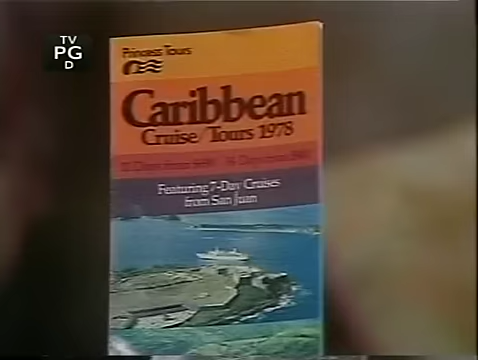 TV
PG
D
Princess Tours
Caribbean
Cruise/Tours 1978
Featuring 7-Day Cruises
from San Juan